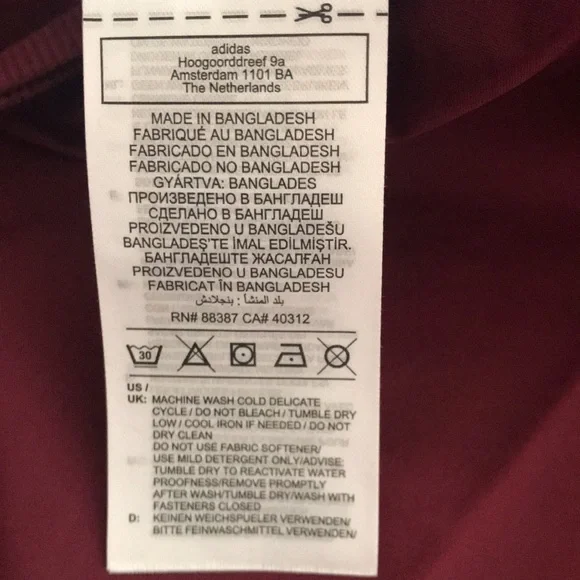 adidas
Hoogoorddreef 9a
Amsterdam 1101 BA
The Netherlands
MADE IN BANGLADESH
FABRIQUÉ AU BANGLADESH
FABRICADO EN BANGLADESH
FABRICADO NO BANGLADESH
GYÁRTVA: BANGLADES
ПРОИЗВЕДЕНО В БАНГЛАДЕШ
СДЕЛАНО В БАНГЛАДЕШ
PROIZVEDENO U BANGLADEŠU
BANGLADEŞ'TE İMAL EDİLMİŞTİR.
БАНГЛАДЕШТЕ ЖАСАЛҒАН
PROIZVEDENO U BANGLADESU
FABRICAT ÎN BANGLADESH
بلد المنشأ : بنجلادش
RN# 88387 CA# 40312
30
US /
UK: MACHINE WASH COLD DELICATE
CYCLE / DO NOT BLEACH / TUMBLE DRY
LOW / COOL IRON IF NEEDED / DO NOT
DRY CLEAN
DO NOT USE FABRIC SOFTENER/
USE MILD DETERGENT ONLY/ADVISE:
TUMBLE DRY TO REACTIVATE WATER
PROOFNESS/REMOVE PROMPTLY
AFTER WASH/TUMBLE DRY/WASH WITH
FASTENERS CLOSED
D: KEINEN WEICHSPUELER VERWENDEN/
BITTE FEINWASCHMITTEL VERWENDEN/